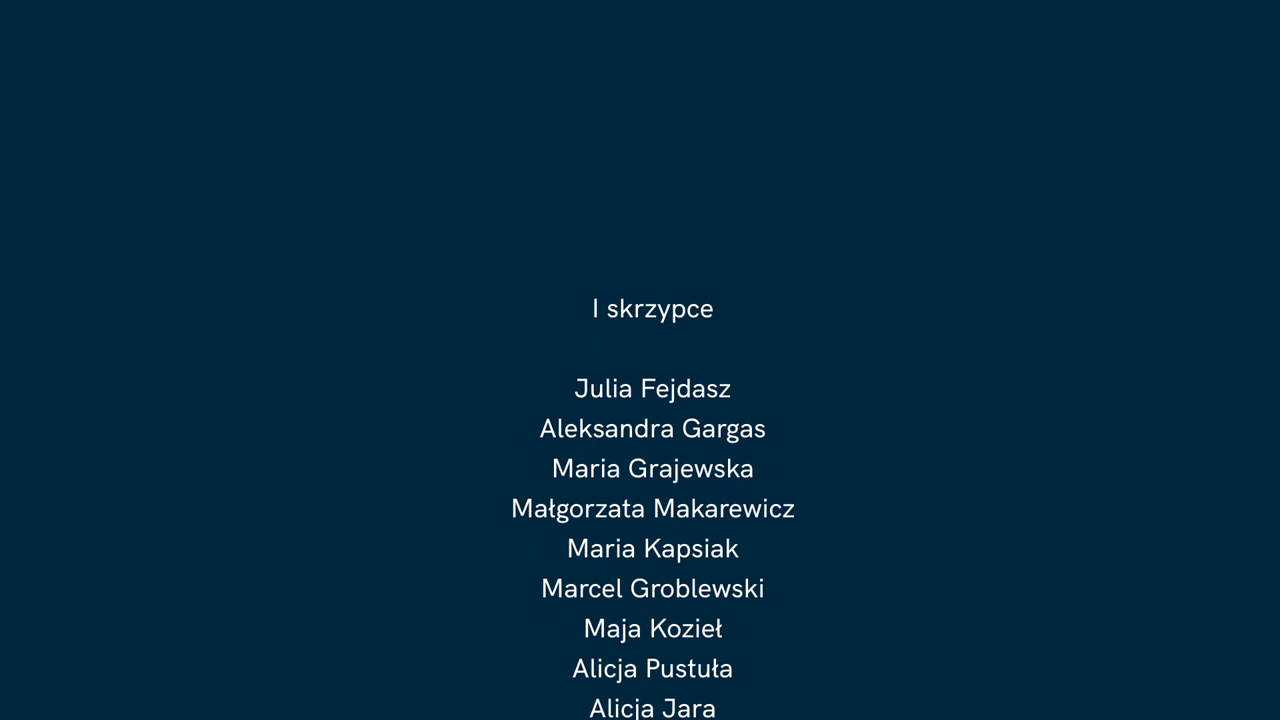 I skrzypce
Julia Fejdasz
Aleksandra Gargas
Maria Grajewska
Małgorzata Makarewicz
Maria Kapsiak
Marcel Groblewski
Maja Kozieł
Alicja Pustuła
Alicja Jara